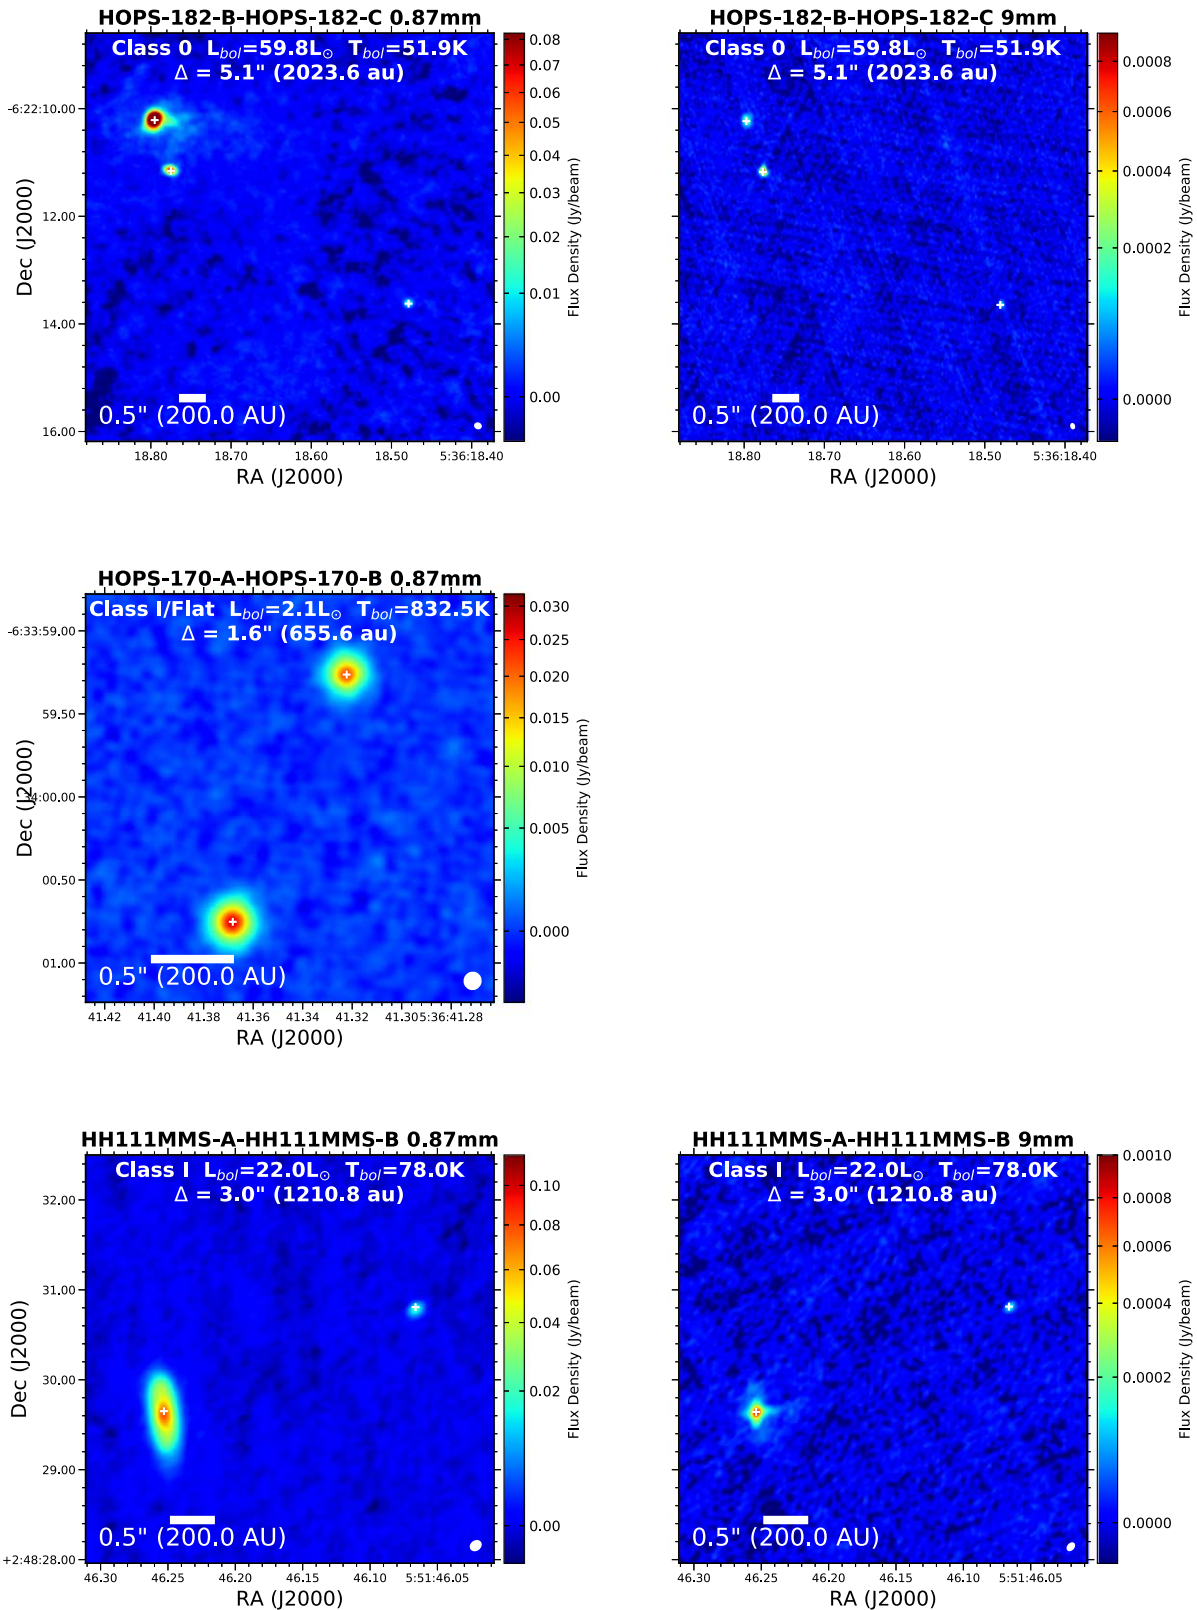 HOPS-182-B-HOPS-182-C 0.87mm
Class 0 L_bol=59.8L⊙ T_bol=51.9K
Δ = 5.1" (2023.6 au)
-6:22:10.00
12.00
14.00
16.00
Dec (J2000)
0.5" (200.0 AU)
18.80 18.70 18.60 18.50 5:36:18.40
RA (J2000)
0.08
0.07
0.06
0.05
0.04
0.03
0.02
0.01
0.00
Flux Density (Jy/beam)
HOPS-182-B-HOPS-182-C 9mm
Class 0 L_bol=59.8L⊙ T_bol=51.9K
Δ = 5.1" (2023.6 au)
0.5" (200.0 AU)
18.80 18.70 18.60 18.50 5:36:18.40
RA (J2000)
0.0008
0.0006
0.0004
0.0002
0.0000
Flux Density (Jy/beam)
HOPS-170-A-HOPS-170-B 0.87mm
Class I/Flat L_bol=2.1L⊙ T_bol=832.5K
Δ = 1.6" (655.6 au)
-6:33:59.00
59.50
34:00.00
00.50
01.00
Dec (J2000)
0.5" (200.0 AU)
41.42 41.40 41.38 41.36 41.34 41.32 41.30 5:36:41.28
RA (J2000)
0.030
0.025
0.020
0.015
0.010
0.005
0.000
Flux Density (Jy/beam)
HH111MMS-A-HH111MMS-B 0.87mm
Class I L_bol=22.0L⊙ T_bol=78.0K
Δ = 3.0" (1210.8 au)
32.00
31.00
30.00
29.00
+2:48:28.00
Dec (J2000)
0.5" (200.0 AU)
46.30 46.25 46.20 46.15 46.10 5:51:46.05
RA (J2000)
0.10
0.08
0.06
0.04
0.02
0.00
Flux Density (Jy/beam)
HH111MMS-A-HH111MMS-B 9mm
Class I L_bol=22.0L⊙ T_bol=78.0K
Δ = 3.0" (1210.8 au)
0.5" (200.0 AU)
46.30 46.25 46.20 46.15 46.10 5:51:46.05
RA (J2000)
0.0010
0.0008
0.0006
0.0004
0.0002
0.0000
Flux Density (Jy/beam)